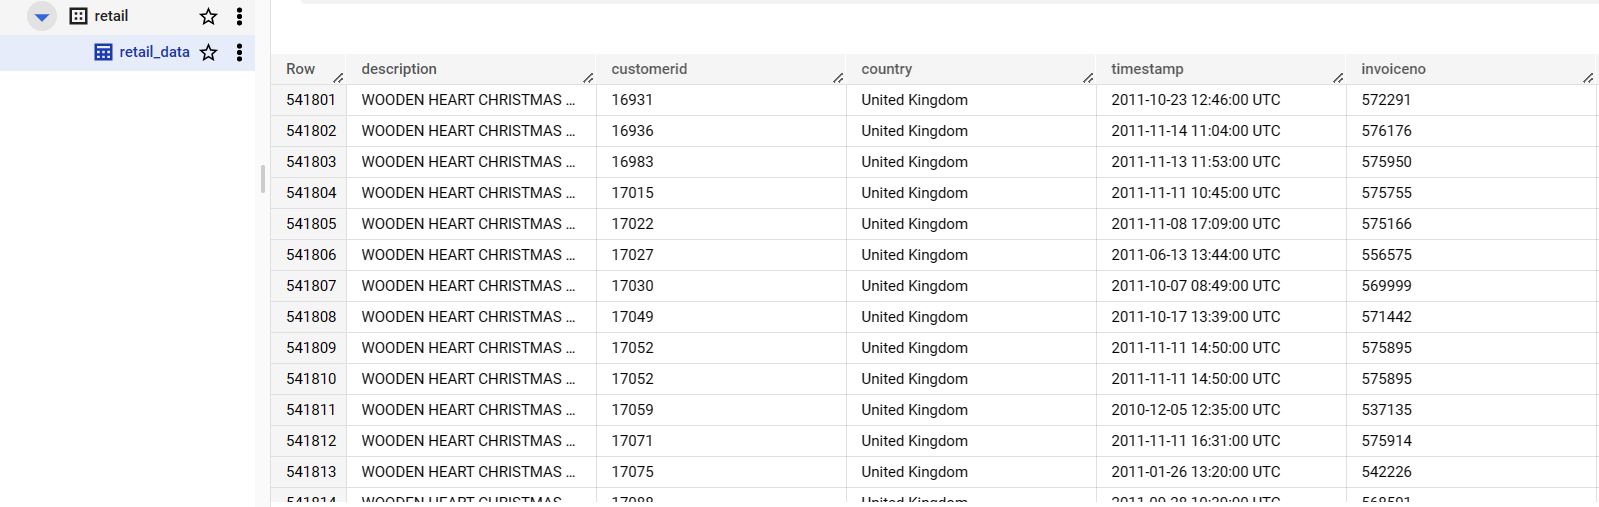 retail
retail_data
Row description customerid country timestamp invoiceno
541801 WOODEN HEART CHRISTMAS ... 16931 United Kingdom 2011-10-23 12:46:00 UTC 572291
541802 WOODEN HEART CHRISTMAS ... 16936 United Kingdom 2011-11-14 11:04:00 UTC 576176
541803 WOODEN HEART CHRISTMAS ... 16983 United Kingdom 2011-11-13 11:53:00 UTC 575950
541804 WOODEN HEART CHRISTMAS ... 17015 United Kingdom 2011-11-11 10:45:00 UTC 575755
541805 WOODEN HEART CHRISTMAS ... 17022 United Kingdom 2011-11-08 17:09:00 UTC 575166
541806 WOODEN HEART CHRISTMAS ... 17027 United Kingdom 2011-06-13 13:44:00 UTC 556575
541807 WOODEN HEART CHRISTMAS ... 17030 United Kingdom 2011-10-07 08:49:00 UTC 569999
541808 WOODEN HEART CHRISTMAS ... 17049 United Kingdom 2011-10-17 13:39:00 UTC 571442
541809 WOODEN HEART CHRISTMAS ... 17052 United Kingdom 2011-11-11 14:50:00 UTC 575895
541810 WOODEN HEART CHRISTMAS ... 17052 United Kingdom 2011-11-11 14:50:00 UTC 575895
541811 WOODEN HEART CHRISTMAS ... 17059 United Kingdom 2010-12-05 12:35:00 UTC 537135
541812 WOODEN HEART CHRISTMAS ... 17071 United Kingdom 2011-11-11 16:31:00 UTC 575914
541813 WOODEN HEART CHRISTMAS ... 17075 United Kingdom 2011-01-26 13:20:00 UTC 542226
541814 WOODEN HEART CHRISTMAS United Kingdom UTC